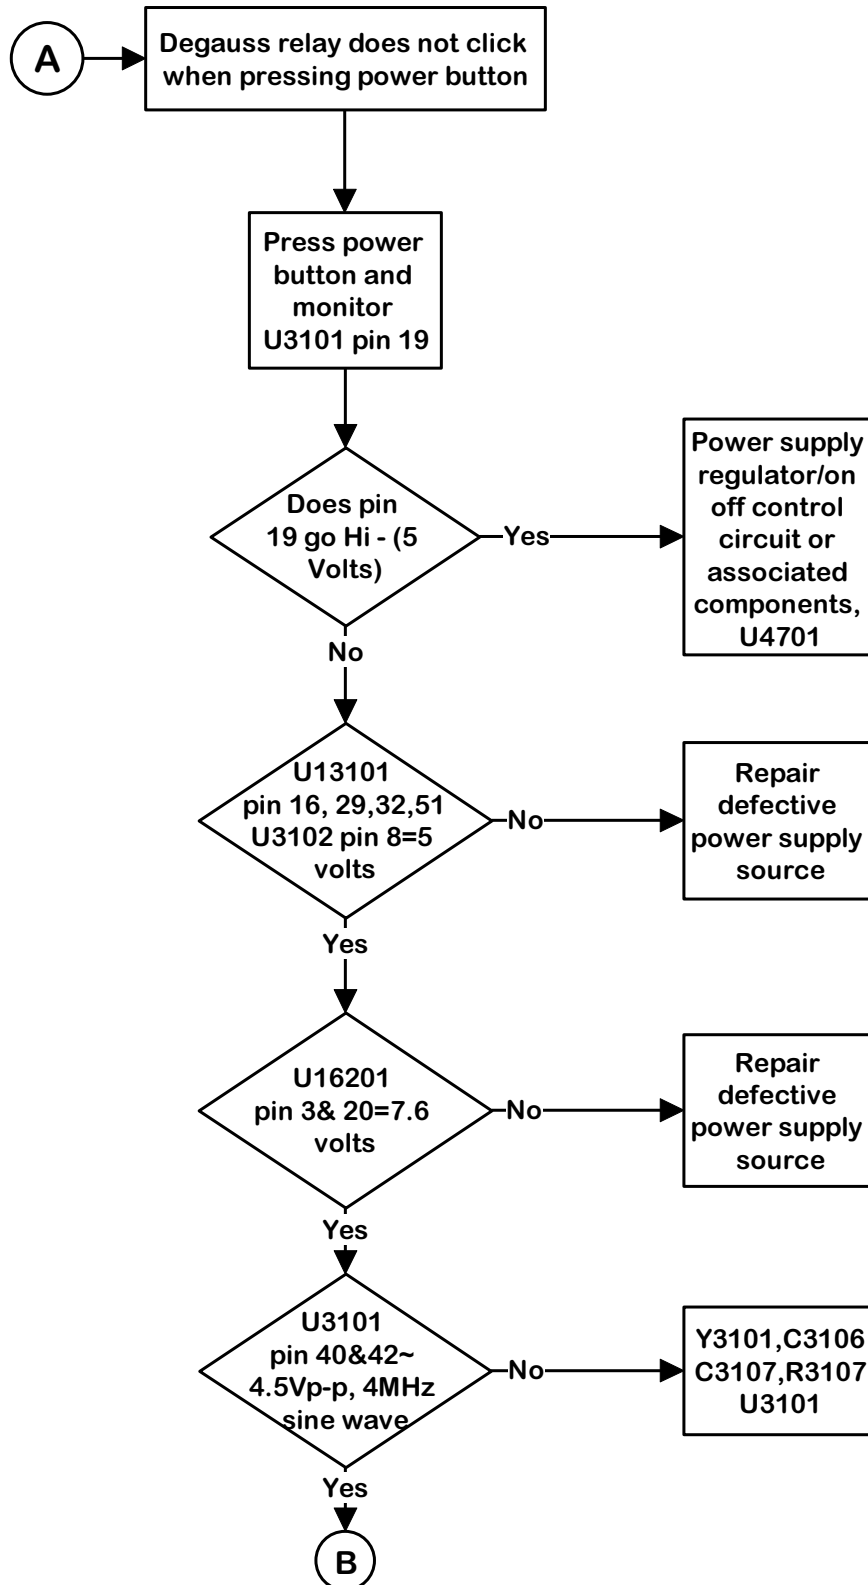 A
Degauss relay does not click
when pressing power button
Press power
button and
monitor
U3101 pin 19
Does pin
19 go Hi - (5
Volts)
Yes
Power supply
regulator/on
off control
circuit or
associated
components,
U4701
No
U13101
pin 16, 29,32,51
U3102 pin 8=5
volts
No
Repair
defective
power supply
source
Yes
U16201
pin 3& 20=7.6
volts
No
Repair
defective
power supply
source
Yes
U3101
pin 40&42~
4.5Vp-p, 4MHz
sine wave
No
Y3101,C3106
C3107,R3107
U3101
Yes
B